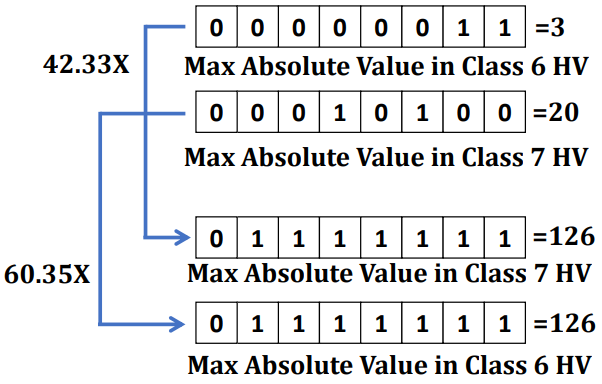 0 0 0 0 0 0 1 1 =3
42.33X
Max Absolute Value in Class 6 HV
0 0 0 1 0 1 0 0 =20
Max Absolute Value in Class 7 HV
0 1 1 1 1 1 1 1 =126
Max Absolute Value in Class 7 HV
60.35X
0 1 1 1 1 1 1 1 =126
Max Absolute Value in Class 6 HV